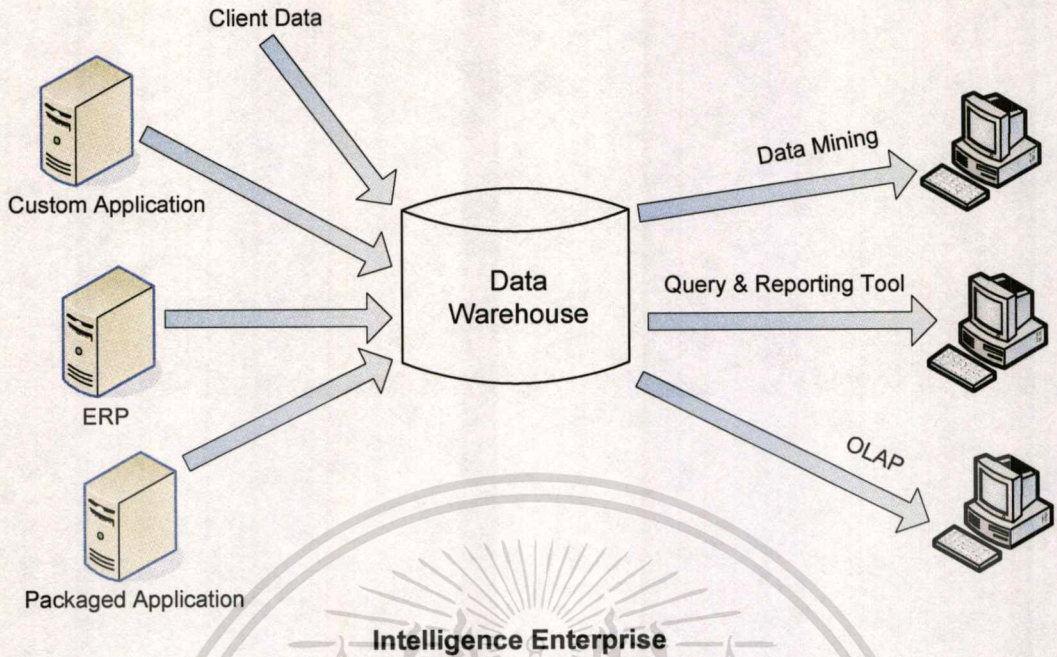 Client Data
Custom Application
Data Mining
Data
Warehouse
Query & Reporting Tool
ERP
OLAP
Packaged Application
Intelligence Enterprise